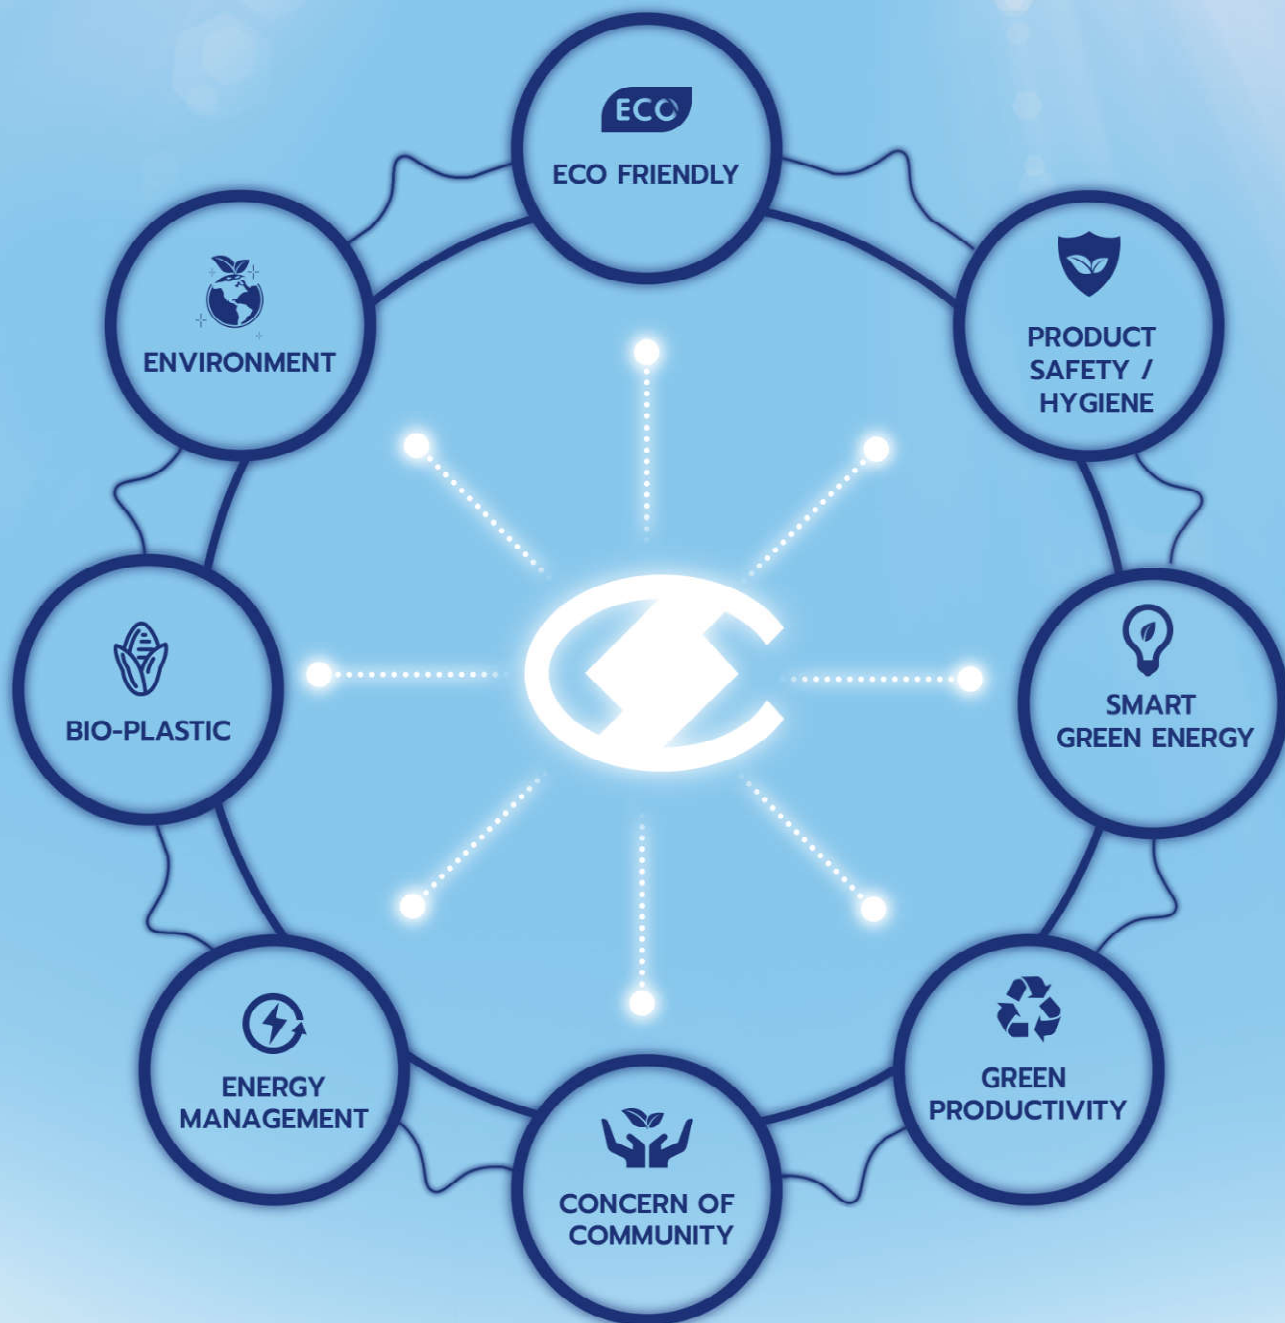 ECO
ECO FRIENDLY
PRODUCT
SAFETY /
HYGIENE
SMART
GREEN ENERGY
GREEN
PRODUCTIVITY
CONCERN OF
COMMUNITY
ENERGY
MANAGEMENT
BIO-PLASTIC
ENVIRONMENT